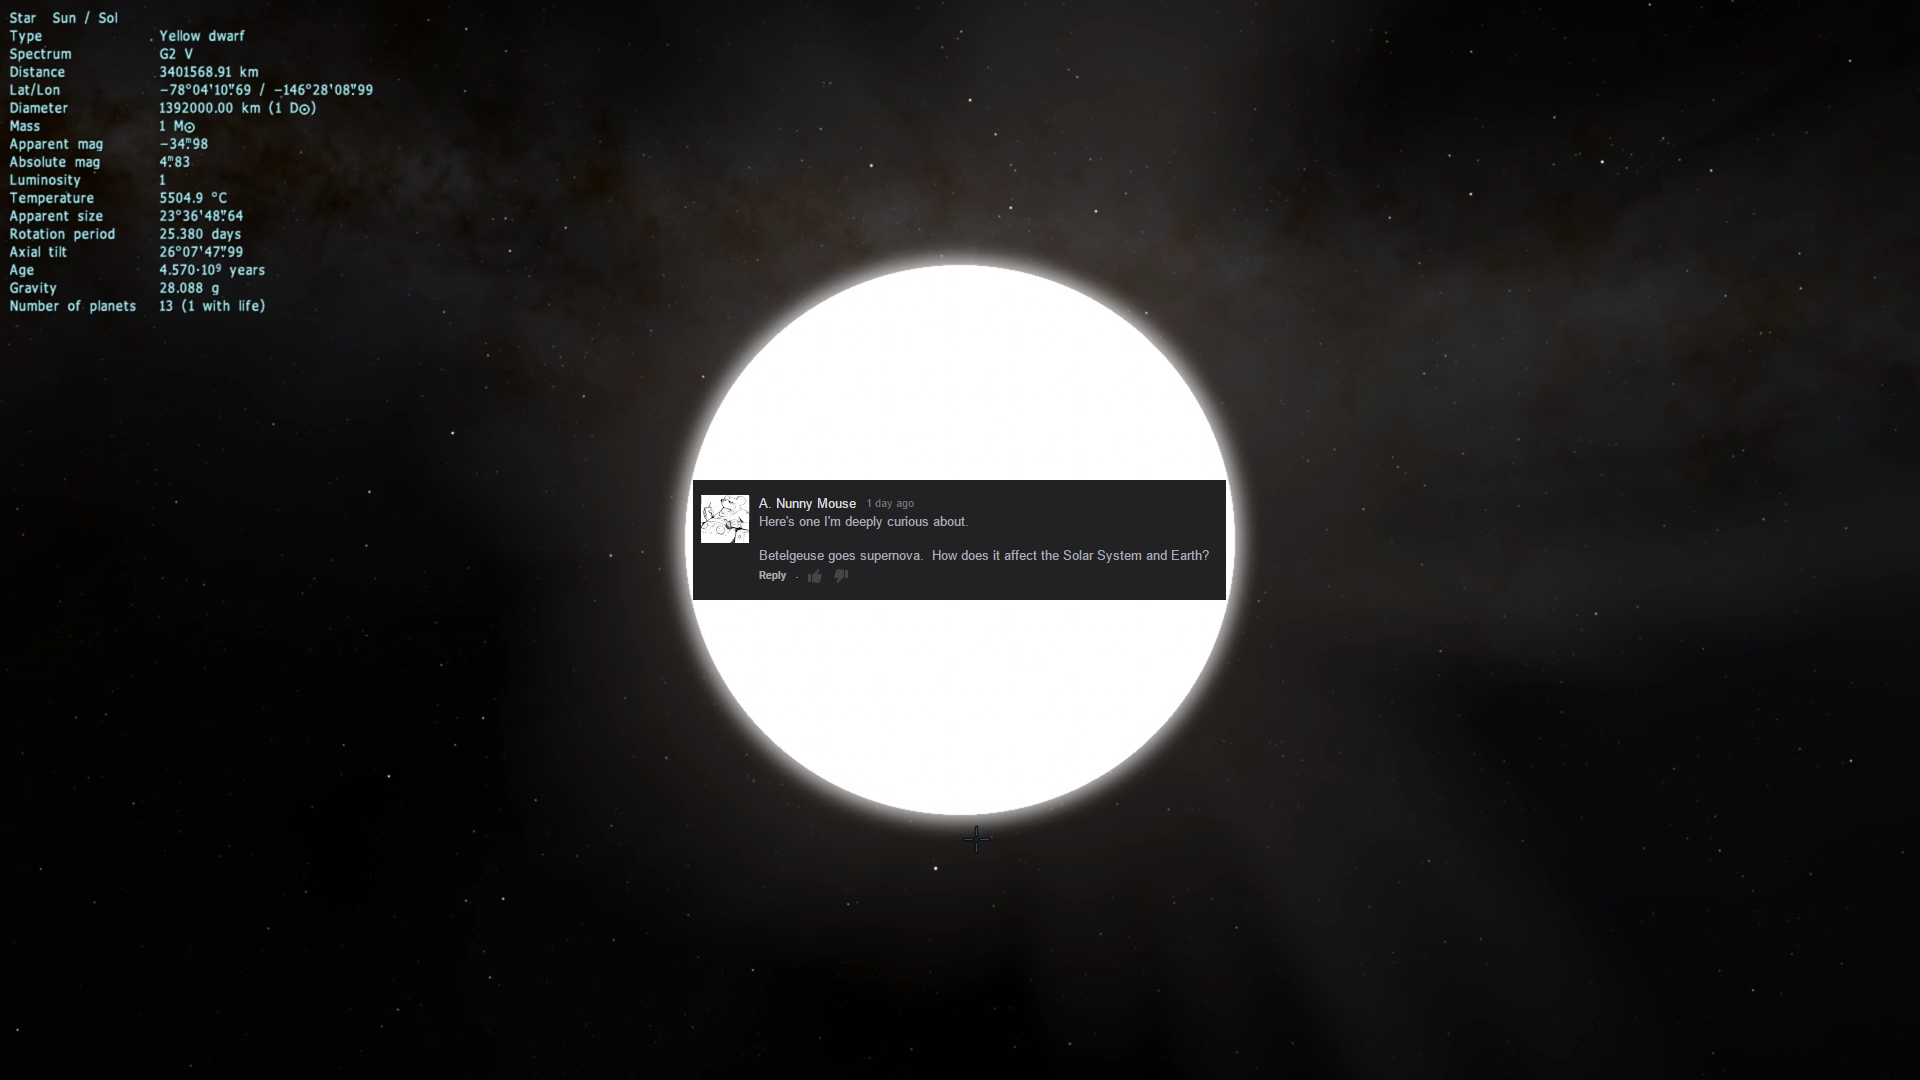 Star Sun / Sol
Type Yellow dwarf
Spectrum G2 V
Distance 3401568.91 km
Lat/Lon -78°04'10"69 / -146°28'08"99
Diameter 1392000.00 km (1 D☉)
Mass 1 M☉
Apparent mag -34ᵐ98
Absolute mag 4ᵐ83
Luminosity 1
Temperature 5504.9 °C
Apparent size 23°36'48"64
Rotation period 25.380 days
Axial tilt 26°07'47"99
Age 4.570·10⁹ years
Gravity 28.088 g
Number of planets 13 (1 with life)
A. Nunny Mouse 1 day ago
Here's one I'm deeply curious about.
Betelgeuse goes supernova. How does it affect the Solar System and Earth?
Reply ·